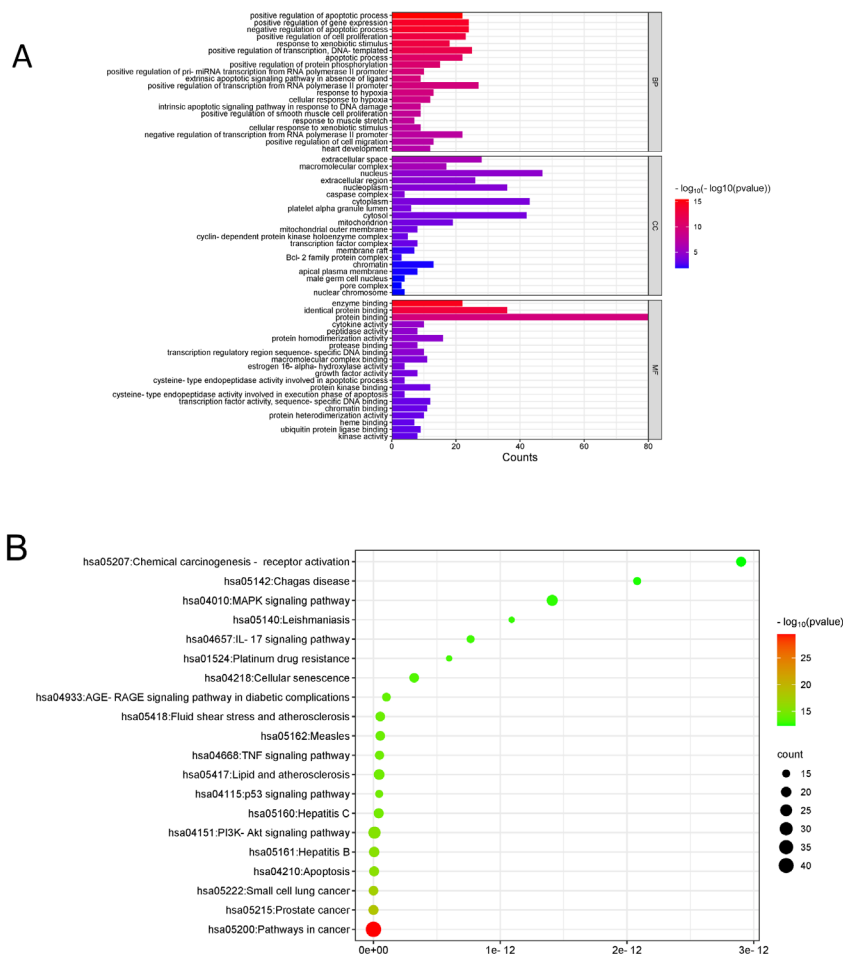 A
positive regulation of apoptotic process
positive regulation of gene expression
negative regulation of apoptotic process
positive regulation of cell proliferation
response to xenobiotic stimulus
positive regulation of transcription, DNA- templated
apoptotic process
positive regulation of protein phosphorylation
positive regulation of pri- miRNA transcription from RNA polymerase II promoter
extrinsic apoptotic signaling pathway in absence of ligand
positive regulation of transcription from RNA polymerase II promoter
response to hypoxia
cellular response to hypoxia
intrinsic apoptotic signaling pathway in response to DNA damage
positive regulation of smooth muscle cell proliferation
response to muscle stretch
cellular response to xenobiotic stimulus
negative regulation of transcription from RNA polymerase II promoter
positive regulation of cell migration
heart development
BP
extracellular space
macromolecular complex
nucleus
extracellular region
nucleoplasm
caspase complex
cytoplasm
platelet alpha granule lumen
cytosol
mitochondrion
mitochondrial outer membrane
cyclin- dependent protein kinase holoenzyme complex
transcription factor complex
membrane raft
Bcl- 2 family protein complex
chromatin
apical plasma membrane
male germ cell nucleus
pore complex
nuclear chromosome
CC
enzyme binding
identical protein binding
protein binding
cytokine activity
peptidase activity
protein homodimerization activity
protease binding
transcription regulatory region sequence- specific DNA binding
macromolecular complex binding
estrogen 16- alpha- hydroxylase activity
growth factor activity
cysteine- type endopeptidase activity involved in apoptotic process
protein kinase binding
cysteine- type endopeptidase activity involved in execution phase of apoptosis
transcription factor activity, sequence- specific DNA binding
chromatin binding
protein heterodimerization activity
heme binding
ubiquitin protein ligase binding
kinase activity
MF
0 20 40 60 80
Counts
- log10(-log10(pvalue))
15
10
5
B
hsa05207:Chemical carcinogenesis - receptor activation
hsa05142:Chagas disease
hsa04010:MAPK signaling pathway
hsa05140:Leishmaniasis
hsa04657:IL- 17 signaling pathway
hsa01524:Platinum drug resistance
hsa04218:Cellular senescence
hsa04933:AGE- RAGE signaling pathway in diabetic complications
hsa05418:Fluid shear stress and atherosclerosis
hsa05162:Measles
hsa04668:TNF signaling pathway
hsa05417:Lipid and atherosclerosis
hsa04115:p53 signaling pathway
hsa05160:Hepatitis C
hsa04151:PI3K- Akt signaling pathway
hsa05161:Hepatitis B
hsa04210:Apoptosis
hsa05222:Small cell lung cancer
hsa05215:Prostate cancer
hsa05200:Pathways in cancer
0e+00 1e- 12 2e- 12 3e- 12
- log10(pvalue)
25
20
15
count
15
20
25
30
35
40